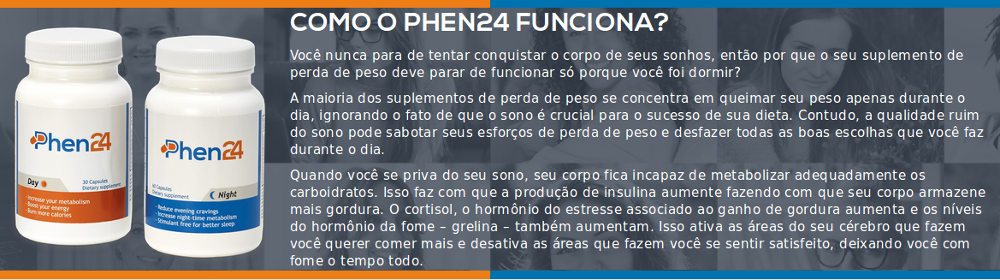 COMO O PHEN24 FUNCIONA?
Você nunca para de tentar conquistar o corpo de seus sonhos, então por que o seu suplemento de
perda de peso deve parar de funcionar só porque você foi dormir?
A maioria dos suplementos de perda de peso se concentra em queimar seu peso apenas durante o
dia, ignorando o fato de que o sono é crucial para o sucesso de sua dieta. Contudo, a qualidade ruim
do sono pode sabotar seus esforços de perda de peso e desfazer todas as boas escolhas que você faz
durante o dia.
Quando você se priva do seu sono, seu corpo fica incapaz de metabolizar adequadamente os
carboidratos. Isso faz com que a produção de insulina aumente fazendo com que seu corpo armazene
mais gordura. O cortisol, o hormônio do estresse associado ao ganho de gordura aumenta e os níveis
do hormônio da fome – grelina – também aumentam. Isso ativa as áreas do seu cérebro que fazem
você querer comer mais e desativa as áreas que fazem você se sentir satisfeito, deixando você com
fome o tempo todo.
Phen24
Day
30 Capsules
Dietary supplement
- Increase your metabolism
- Boost your energy
- Burn more calories
Phen24
60 Capsules
Dietary supplement
Night
- Reduce evening cravings
- Increase night-time metabolism
- Stimulant free for better sleep